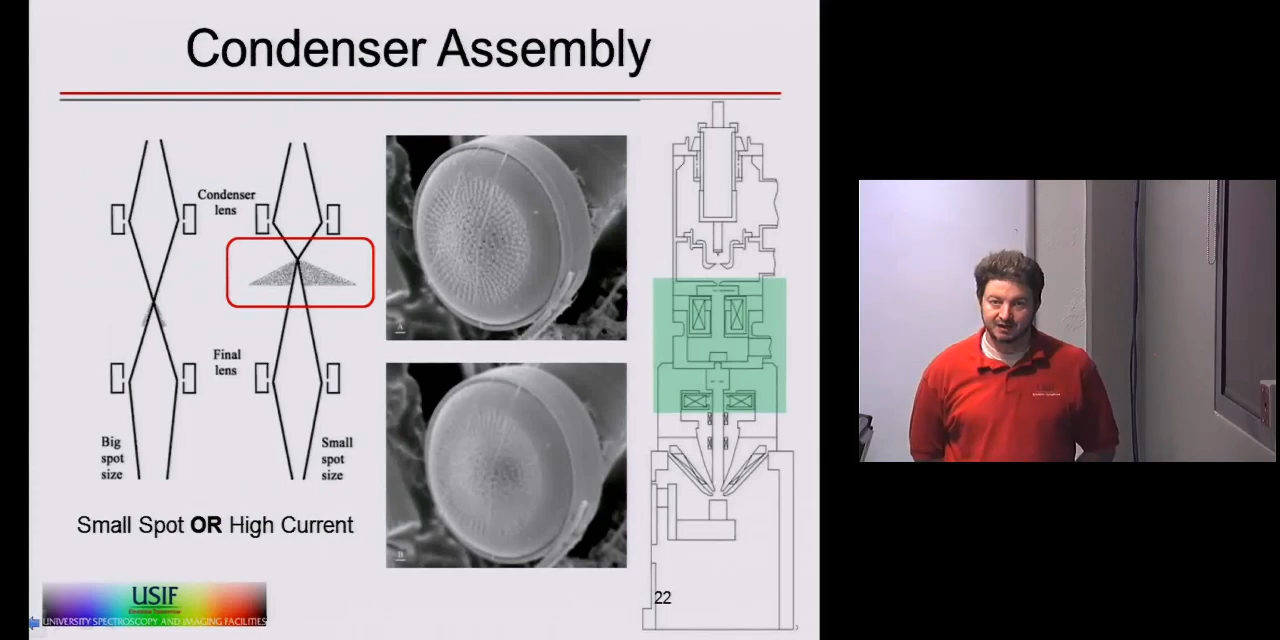 Condenser Assembly
Condenser
lens
Final
lens
Big
spot
size
Small
spot
size
Small Spot OR High Current
A
B
22
USIF
UNIVERSITY SPECTROSCOPY AND IMAGING FACILITIES
USIF